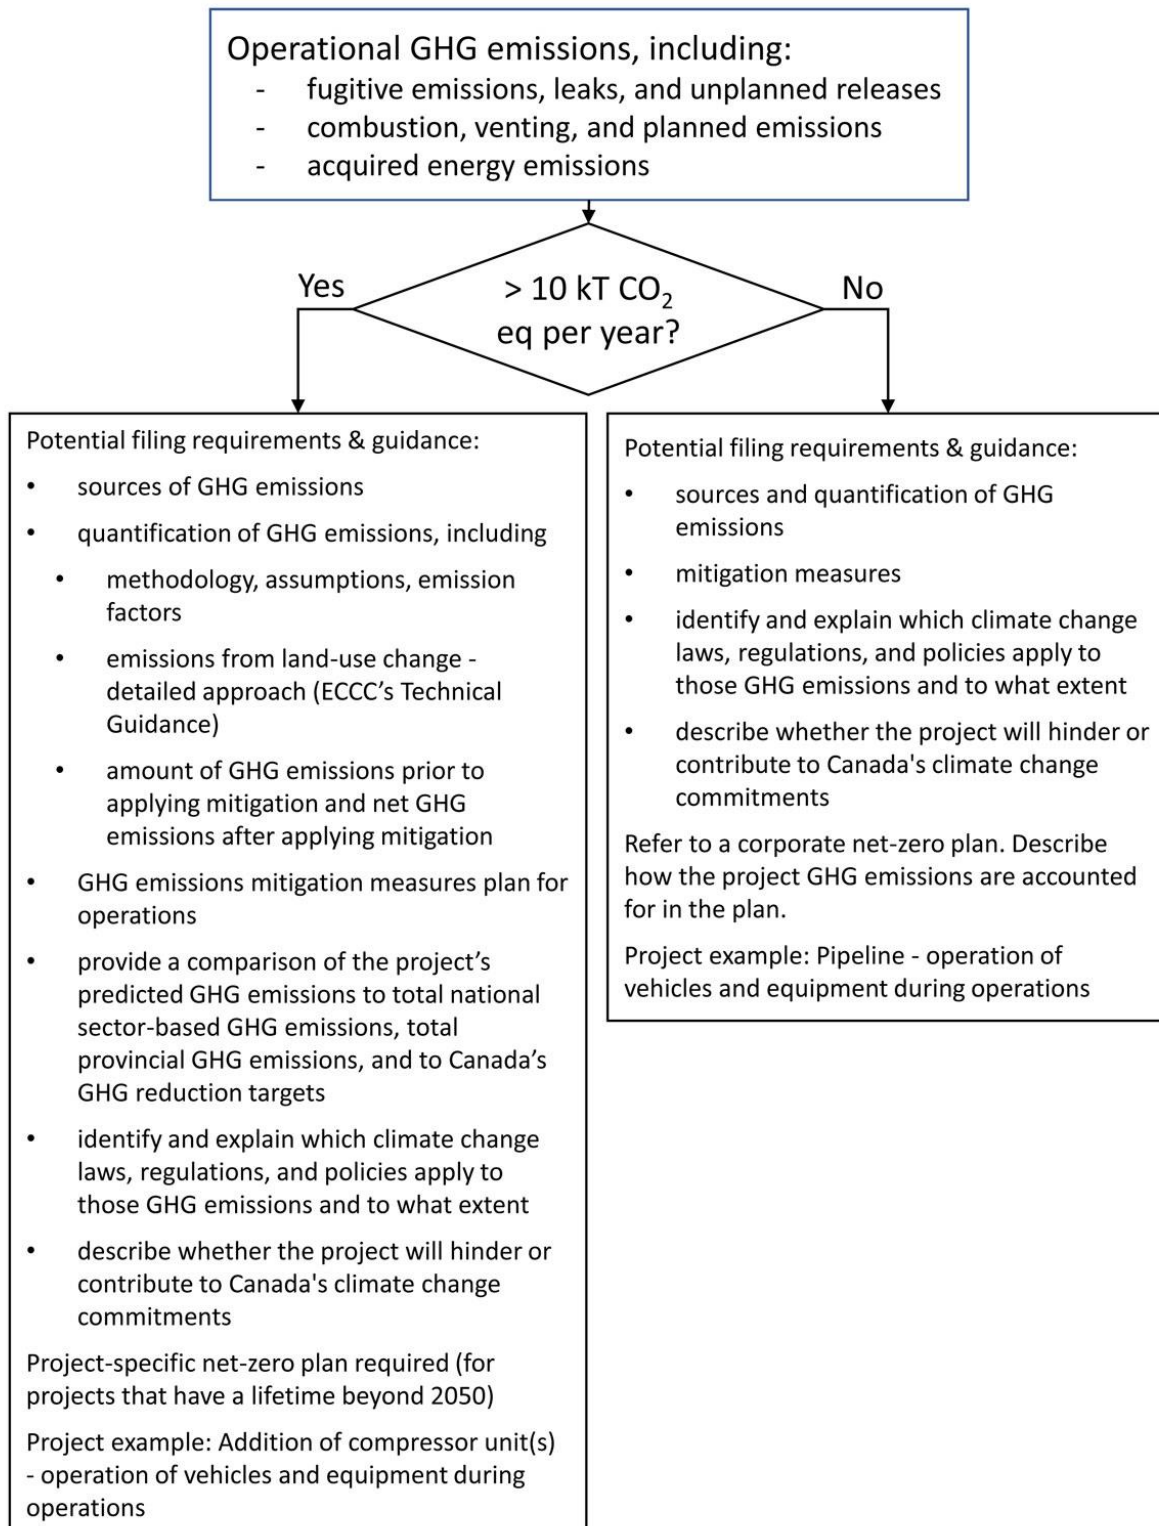 Operational GHG emissions, including:
- fugitive emissions, leaks, and unplanned releases
- combustion, venting, and planned emissions
- acquired energy emissions
> 10 kT CO₂
eq per year?
Yes
No
Potential filing requirements & guidance:
• sources of GHG emissions
• quantification of GHG emissions, including
• methodology, assumptions, emission
factors
• emissions from land-use change -
detailed approach (ECCC’s Technical
Guidance)
• amount of GHG emissions prior to
applying mitigation and net GHG
emissions after applying mitigation
• GHG emissions mitigation measures plan for
operations
• provide a comparison of the project’s
predicted GHG emissions to total national
sector-based GHG emissions, total
provincial GHG emissions, and to Canada’s
GHG reduction targets
• identify and explain which climate change
laws, regulations, and policies apply to
those GHG emissions and to what extent
• describe whether the project will hinder or
contribute to Canada's climate change
commitments
Project-specific net-zero plan required (for
projects that have a lifetime beyond 2050)
Project example: Addition of compressor unit(s)
- operation of vehicles and equipment during
operations
Potential filing requirements & guidance:
• sources and quantification of GHG
emissions
• mitigation measures
• identify and explain which climate change
laws, regulations, and policies apply to
those GHG emissions and to what extent
• describe whether the project will hinder or
contribute to Canada's climate change
commitments
Refer to a corporate net-zero plan. Describe
how the project GHG emissions are accounted
for in the plan.
Project example: Pipeline - operation of
vehicles and equipment during operations